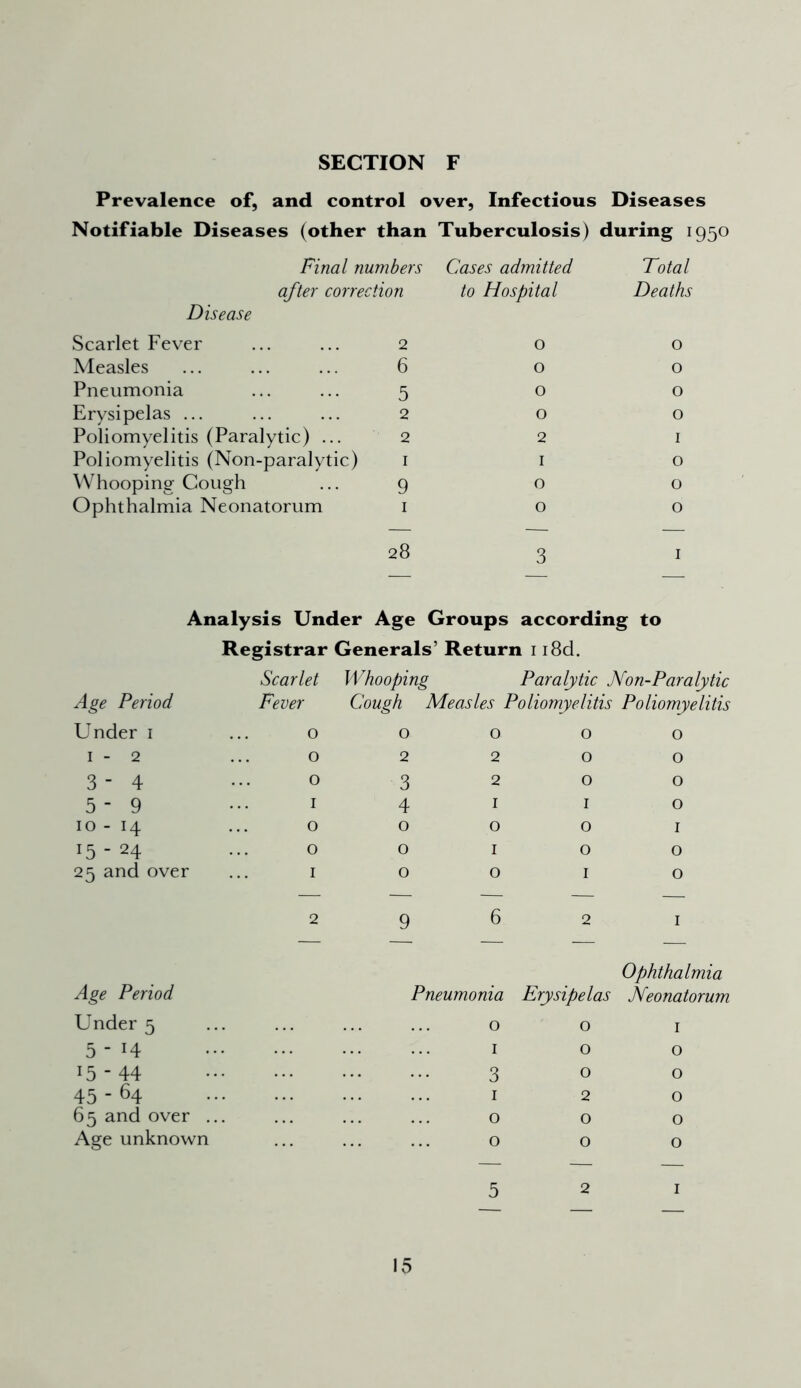 SECTION F
Prevalence of, and control over, Infectious Diseases
Notifiable Diseases (other than Tuberculosis) during 1950
Final numbers Cases admitted Total
after correction to Hospital Deaths
Disease
Scarlet Fever ... ... 2 0 0
Measles ... ... ... 6 0 0
Pneumonia ... ... 5 0 0
Erysipelas ... ... ... 2 0 0
Poliomyelitis (Paralytic) ... 2 2 1
Poliomyelitis (Non-paralytic) 1 1 0
Whooping Cough ... 9 0 0
Ophthalmia Neonatorum 1 0 0
28 3 1
Analysis Under Age Groups according to
Registrar Generals' Return 118d.
Scarlet Whooping Paralytic Non-Paralytic
Age Period Fever Cough Measles Poliomyelitis Poliomyelitis
Under 1 ... 0 0 0 0 0
1 - 2 ... 0 2 2 0 0
3 - 4 ... 0 3 2 0 0
5 - 9 ... 1 4 1 1 0
10 - 14 ... 0 0 0 0 1
15 - 24 ... 0 0 1 0 0
25 and over ... 1 0 0 1 0
2 9 6 2 1
Ophthalmia
Age Period Pneumonia Erysipelas Neonatorum
Under 5 ... ... ... ... 0 0 1
5 - 14 ... ... ... ... 1 0 0
15 - 44 ... ... ... ... 3 0 0
45 - 64 ... ... ... ... 1 2 0
65 and over ... ... ... ... 0 0 0
Age unknown ... ... ... 0 0 0
5 2 1
15